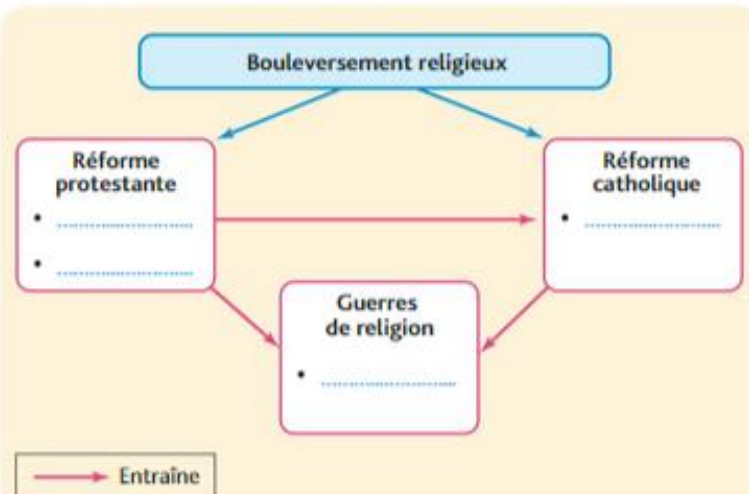 Bouleversement religieux
Réforme
protestante
• ........................
• ........................
Réforme
catholique
• ........................
Guerres
de religion
• ........................
Entraîne